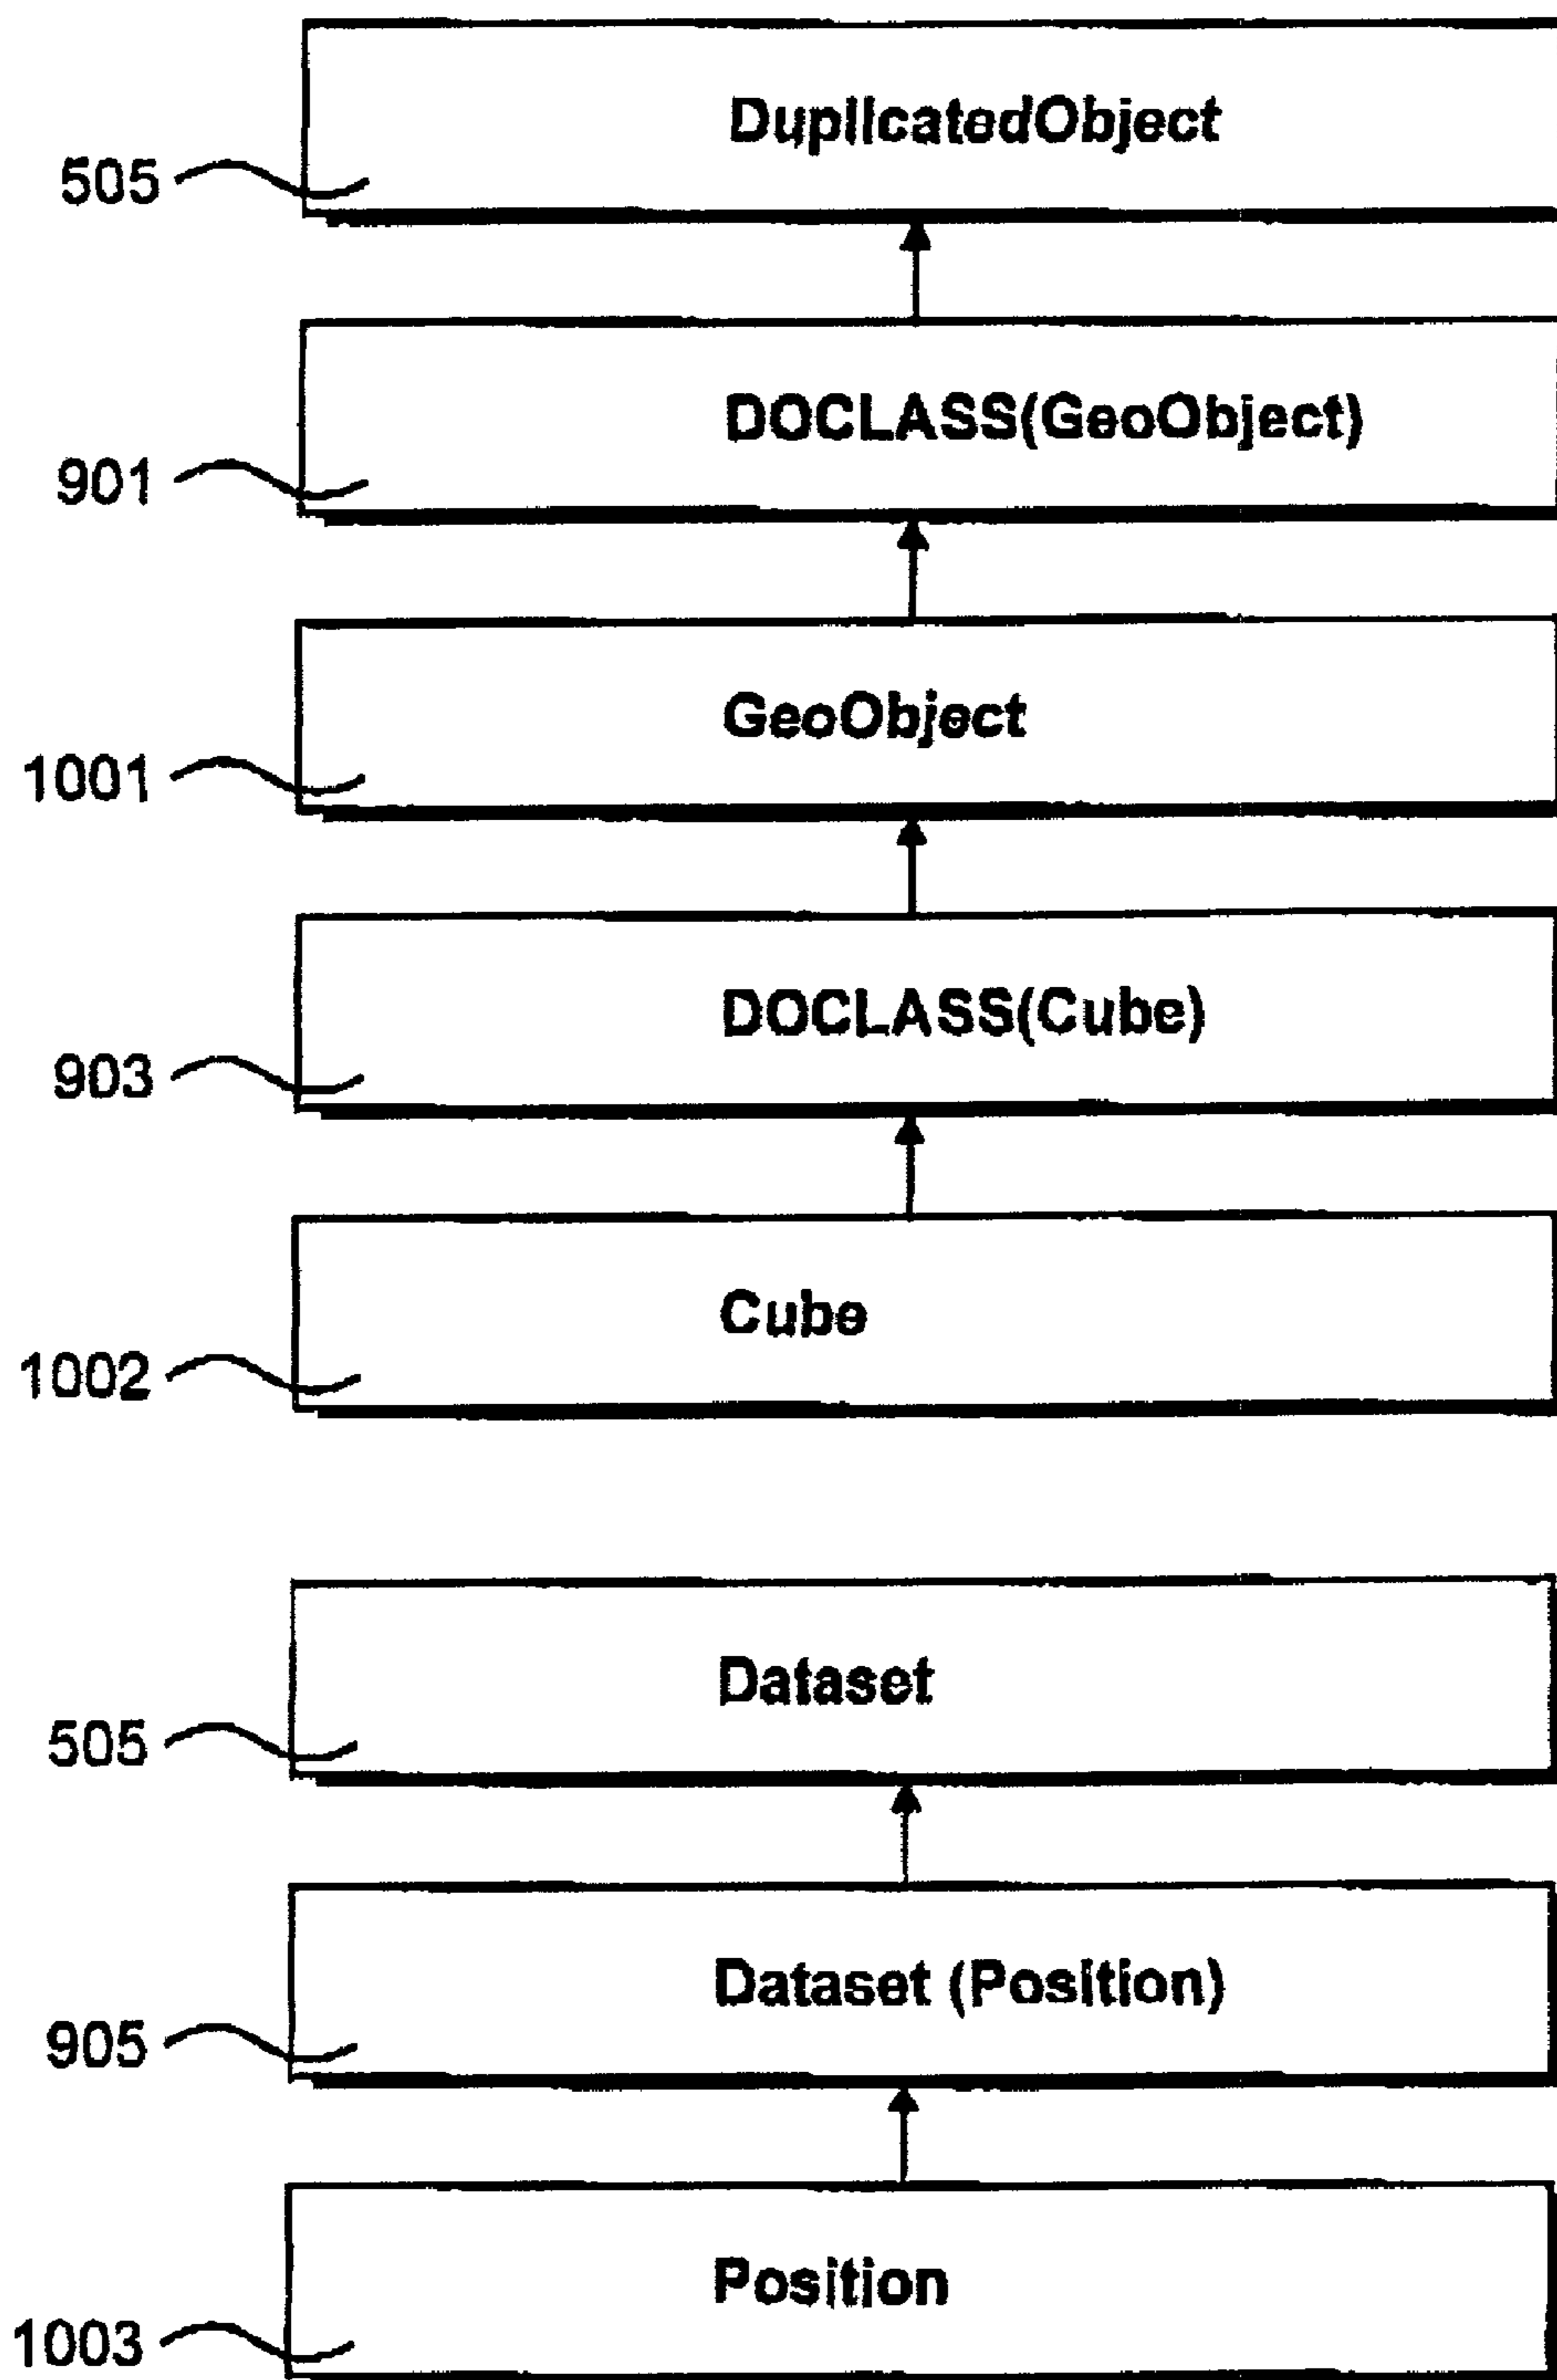 DuplicatedObject
505
DOCLASS(GeoObject)
901
GeoObject
1001
DOCLASS(Cube)
903
Cube
1002
Dataset
505
Dataset (Position)
905
Position
1003